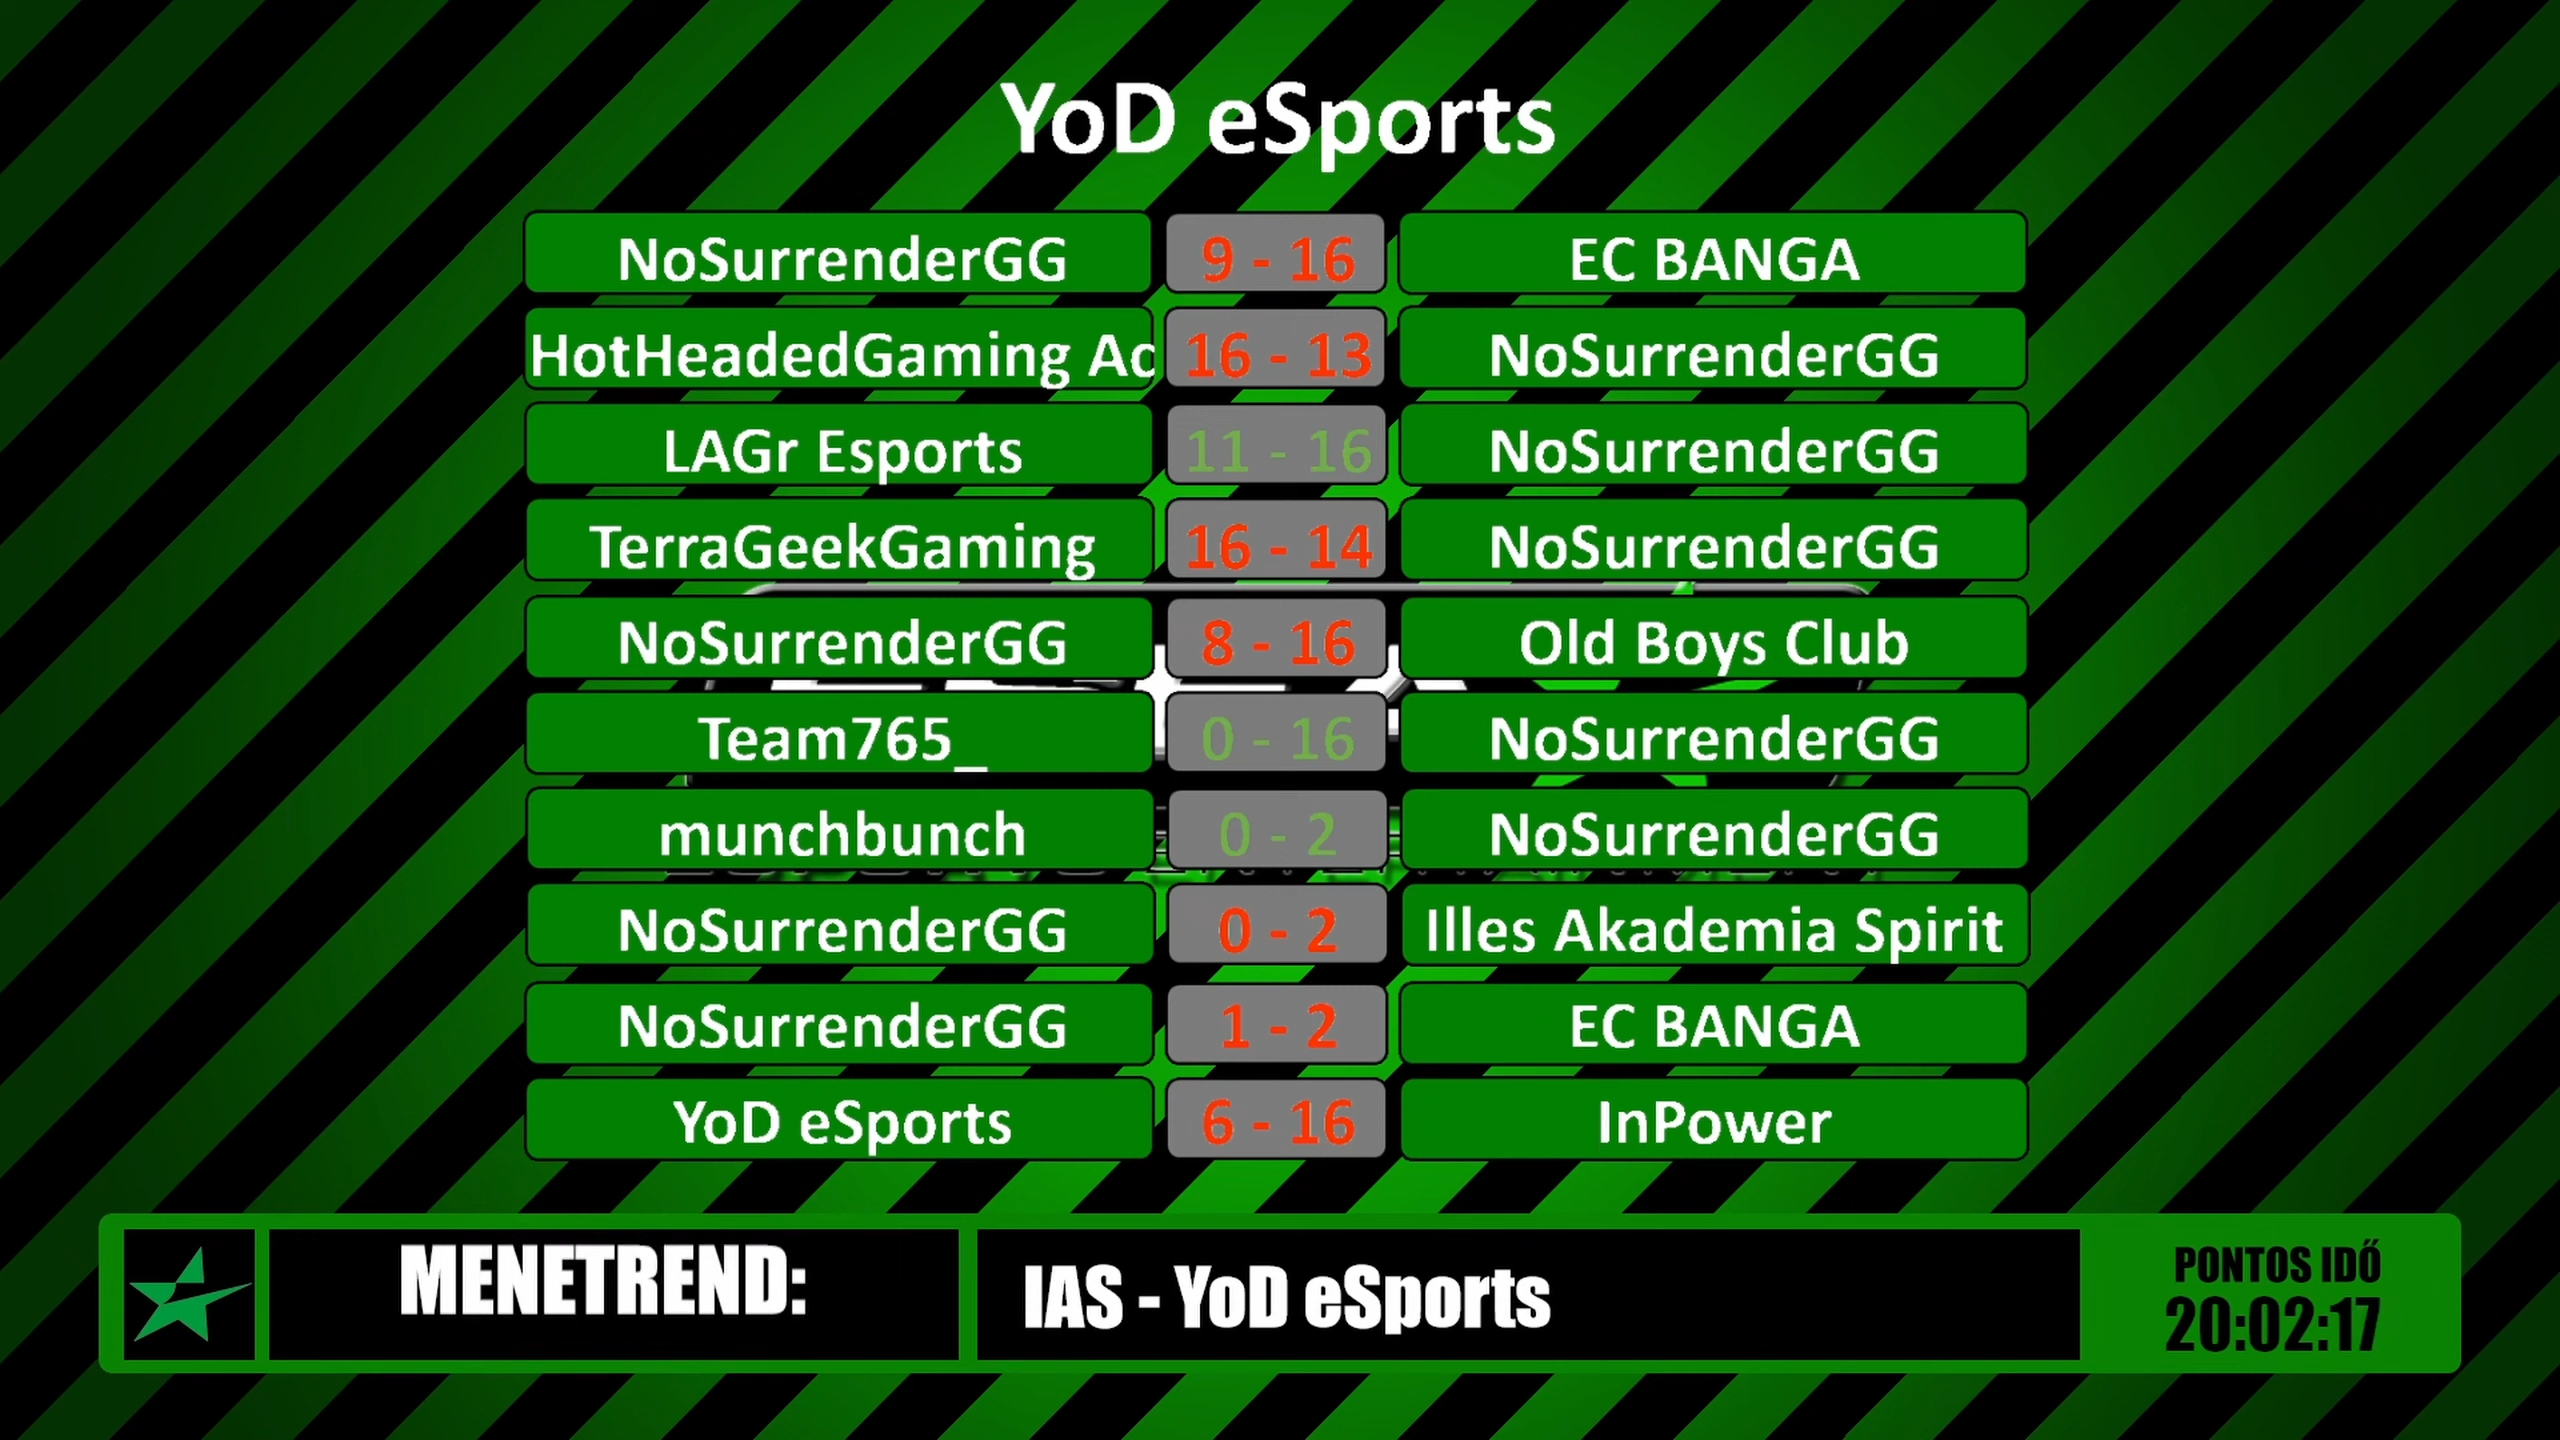 YoD eSports
NoSurrenderGG 9 - 16 EC BANGA
HotHeadedGaming Ac 16 - 13 NoSurrenderGG
LAGr Esports 11 - 16 NoSurrenderGG
TerraGeekGaming 16 - 14 NoSurrenderGG
NoSurrenderGG 8 - 16 Old Boys Club
Team765_ 0 - 16 NoSurrenderGG
munchbunch 0 - 2 NoSurrenderGG
NoSurrenderGG 0 - 2 Illes Akademia Spirit
NoSurrenderGG 1 - 2 EC BANGA
YoD eSports 6 - 16 InPower
MENETREND: IAS - YoD eSports
PONTOS IDŐ
20:02:17